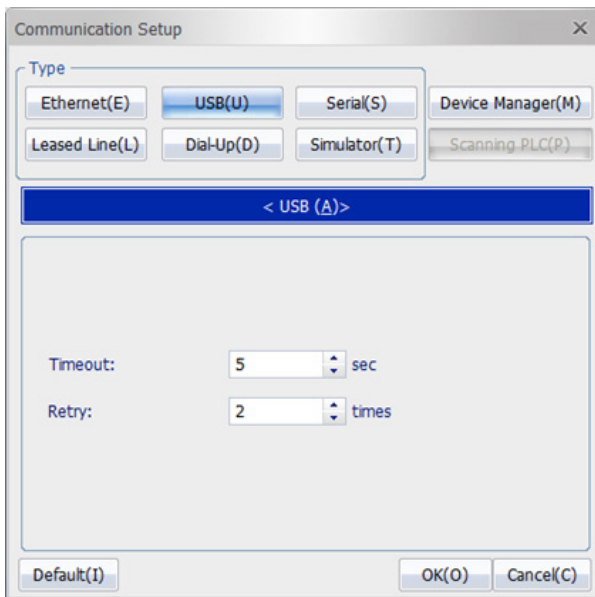 Communication Setup
Type
Ethernet(E) USB(U) Serial(S) Device Manager(M)
Leased Line(L) Dial-Up(D) Simulator(T) Scanning PLC(P)
< USB (A)>
Timeout: 5 sec
Retry: 2 times
Default(I) OK(O) Cancel(C)